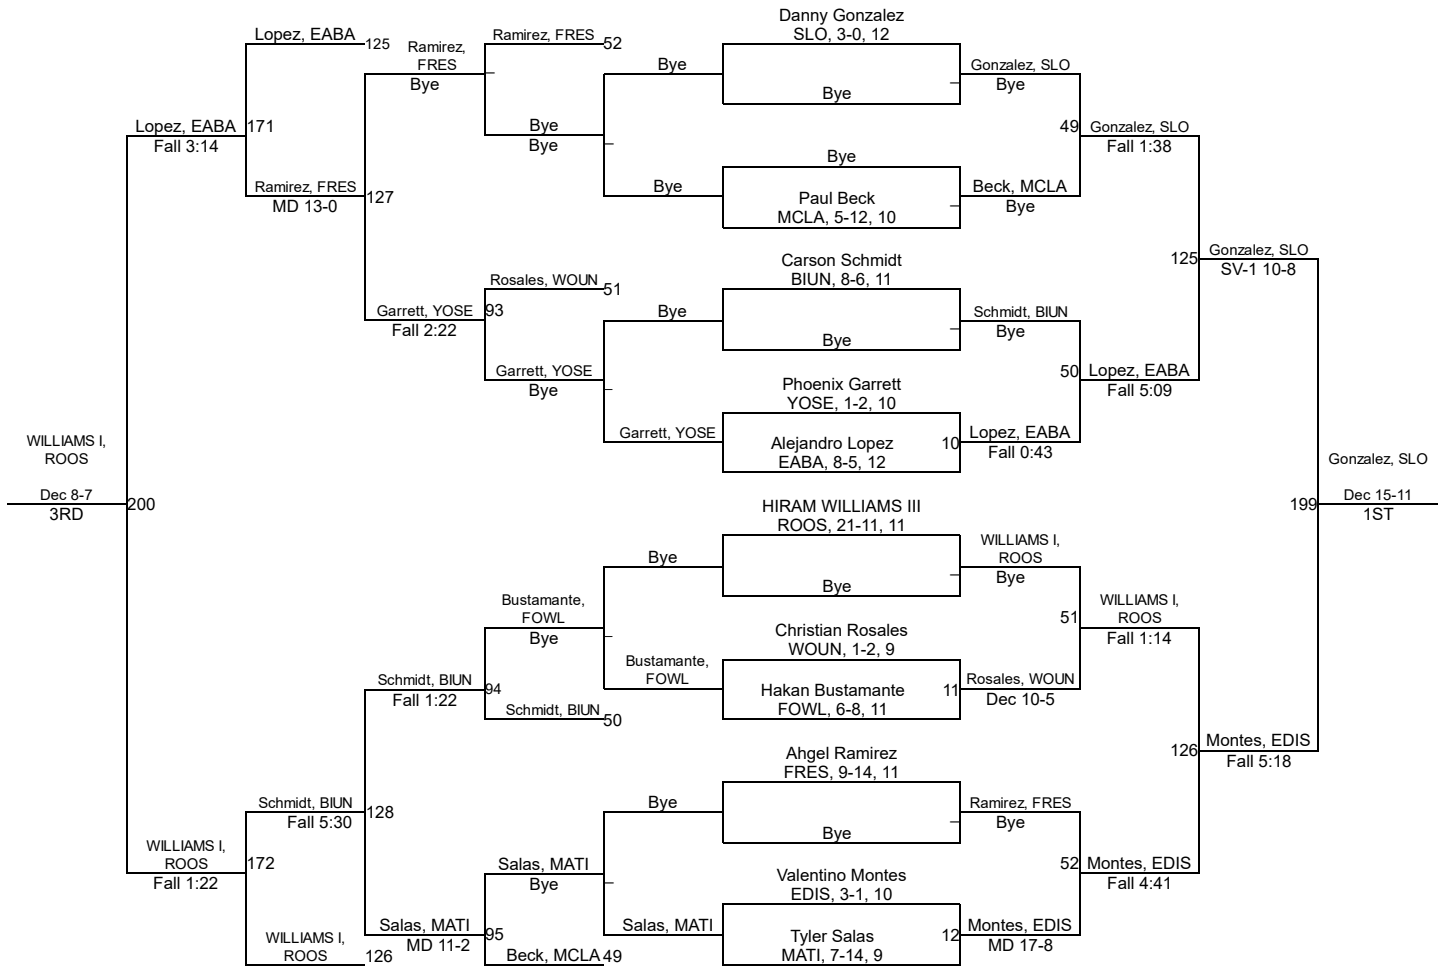 Danny Gonzalez
SLO, 3-0, 12
Bye
Bye
Paul Beck
MCLA, 5-12, 10
Carson Schmidt
BIUN, 8-6, 11
Bye
Phoenix Garrett
YOSE, 1-2, 10
Alejandro Lopez
EABA, 8-5, 12
10
HIRAM WILLIAMS III
ROOS, 21-11, 11
Bye
Christian Rosales
WOUN, 1-2, 9
Hakan Bustamante
FOWL, 6-8, 11
11
Ahgel Ramirez
FRES, 9-14, 11
Bye
Valentino Montes
EDIS, 3-1, 10
Tyler Salas
MATI, 7-14, 9
12
Gonzalez, SLO
Bye
Beck, MCLA
Bye
49
Schmidt, BIUN
Bye
Lopez, EABA
Fall 0:43
50
WILLIAMS I,
ROOS
Bye
Rosales, WOUN
Dec 10-5
51
Ramirez, FRES
Bye
Montes, EDIS
MD 17-8
52
Gonzalez, SLO
Fall 1:38
Lopez, EABA
Fall 5:09
125
WILLIAMS I,
ROOS
Fall 1:14
Montes, EDIS
Fall 4:41
126
Gonzalez, SLO
SV-1 10-8
Montes, EDIS
Fall 5:18
199
Gonzalez, SLO
Dec 15-11
1ST
Bye
Bye
Bye
Garrett, YOSE
Bye
Bustamante,
FOWL
Bye
Salas, MATI
Ramirez, FRES
52
Bye
Bye
Rosales, WOUN
51
Garrett, YOSE
Bye
Bustamante,
FOWL
Bye
Schmidt, BIUN
50
Salas, MATI
Bye
Beck, MCLA
49
Ramirez,
FRES
Bye
Garrett, YOSE
93
Fall 2:22
Schmidt, BIUN
94
Fall 1:22
Salas, MATI
95
MD 11-2
Lopez, EABA
125
Ramirez, FRES
127
MD 13-0
Schmidt, BIUN
128
Fall 5:30
WILLIAMS I,
ROOS
126
Lopez, EABA
171
Fall 3:14
WILLIAMS I,
ROOS
172
Fall 1:22
WILLIAMS I,
ROOS
Dec 8-7
200
3RD